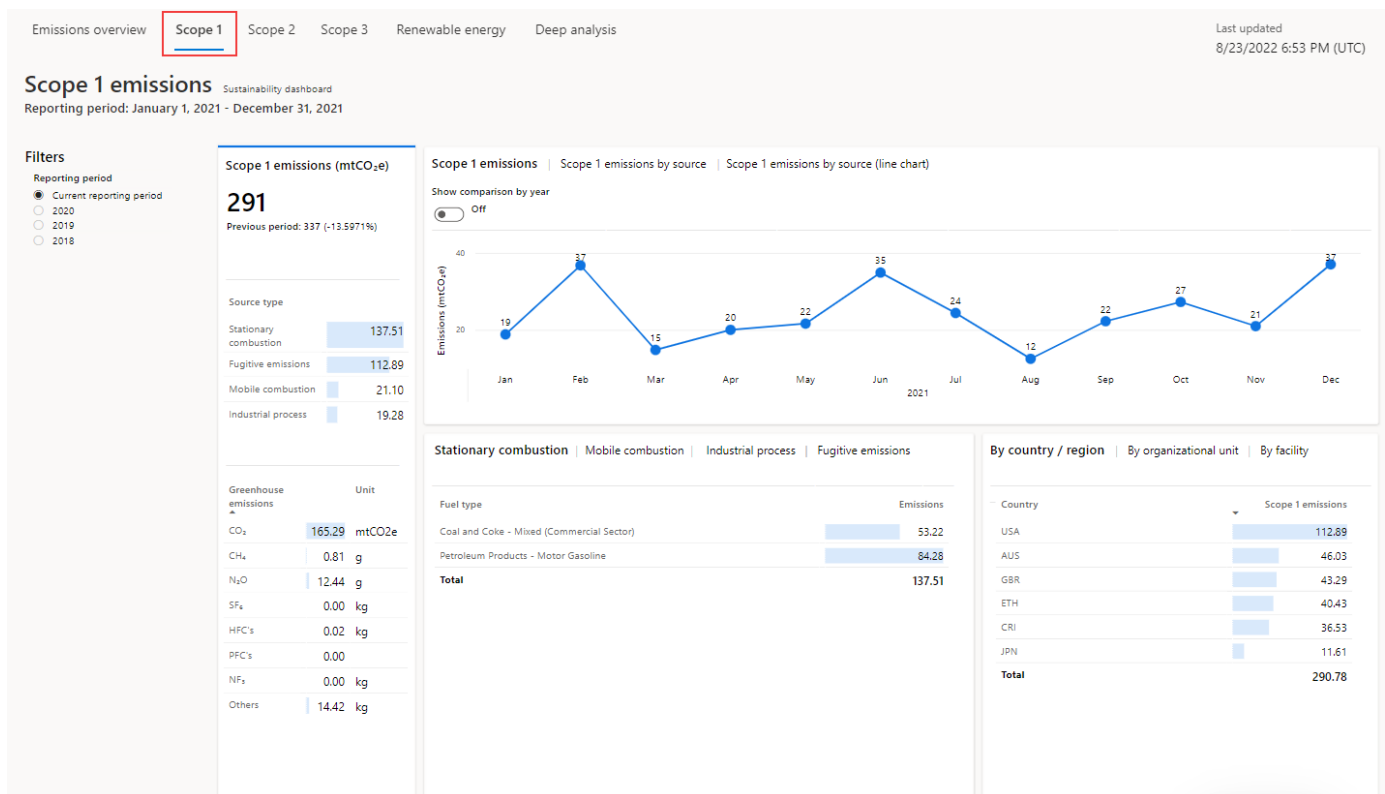 Emissions overview Scope 1 Scope 2 Scope 3 Renewable energy Deep analysis
Last updated
8/23/2022 6:53 PM (UTC)
Scope 1 emissions Sustainability dashboard
Reporting period: January 1, 2021 - December 31, 2021
Filters
Reporting period
Current reporting period
2020
2019
2018
Scope 1 emissions (mtCO₂e)
291
Previous period: 337 (-13.5971%)
Source type
Stationary
combustion 137.51
Fugitive emissions 112.89
Mobile combustion 21.10
Industrial process 19.28
Greenhouse
emissions Unit
CO₂ 165.29 mtCO2e
CH₄ 0.81 g
N₂O 12.44 g
SF₆ 0.00 kg
HFC's 0.02 kg
PFC's 0.00
NF₃ 0.00 kg
Others 14.42 kg
Scope 1 emissions | Scope 1 emissions by source | Scope 1 emissions by source (line chart)
Show comparison by year
Off
Emissions (mtCO₂e)
40
20
19 37 15 20 22 35 24 12 22 27 21 37
Jan Feb Mar Apr May Jun Jul Aug Sep Oct Nov Dec
2021
Stationary combustion | Mobile combustion | Industrial process | Fugitive emissions
Fuel type Emissions
Coal and Coke - Mixed (Commercial Sector) 53.22
Petroleum Products - Motor Gasoline 84.28
Total 137.51
By country / region | By organizational unit | By facility
Country Scope 1 emissions
USA 112.89
AUS 46.03
GBR 43.29
ETH 40.43
CRI 36.53
JPN 11.61
Total 290.78